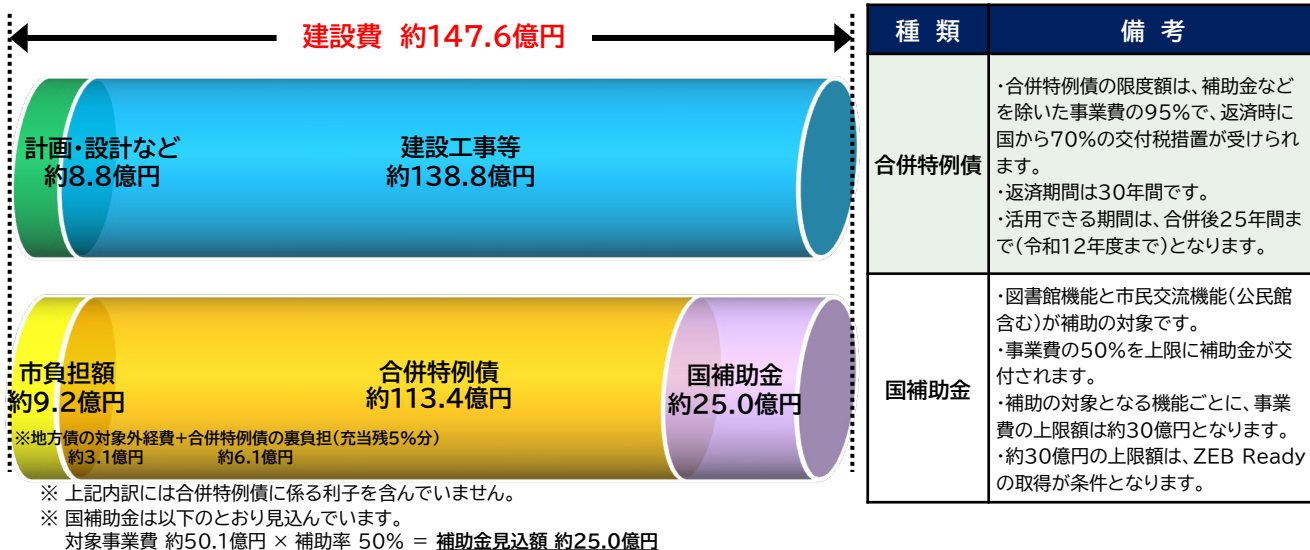 建設費 約147.6億円
計画・設計など
約8.8億円
建設工事等
約138.8億円
市負担額
約9.2億円
合併特例債
約113.4億円
国補助金
約25.0億円
※地方債の対象外経費+合併特例債の裏負担(充当残5%分)
約3.1億円 約6.1億円
※ 上記内訳には合併特例債に係る利子を含んでいません。
※ 国補助金は以下のとおり見込んでいます。
対象事業費 約50.1億円 × 補助率 50% = 補助金見込額 約25.0億円
種 類 備 考
合併特例債
・合併特例債の限度額は、補助金など
を除いた事業費の95%で、返済時に
国から70%の交付税措置が受けられ
ます。
・返済期間は30年間です。
・活用できる期間は、合併後25年間ま
で(令和12年度まで)となります。
国補助金
・図書館機能と市民交流機能(公民館
含む)が補助の対象です。
・事業費の50%を上限に補助金が交
付されます。
・補助の対象となる機能ごとに、事業
費の上限額は約30億円となります。
・約30億円の上限額は、ZEB Ready
の取得が条件となります。